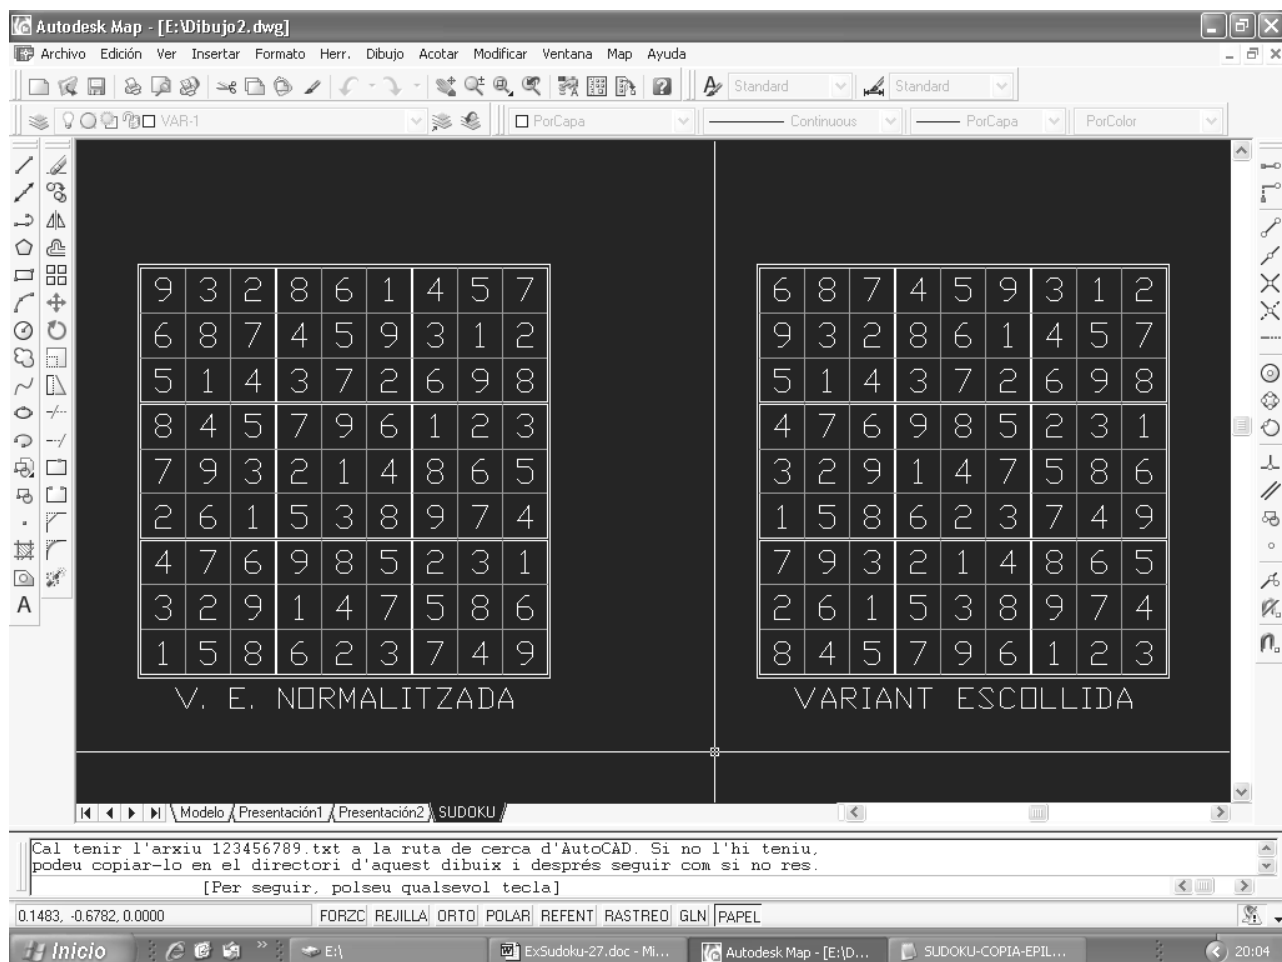 Autodesk Map - [E:\Dibujo2.dwg]
Archivo Edición Ver Insertar Formato Herr. Dibujo Acotar Modificar Ventana Map Ayuda
Standard Standard
VAR-1 PorCapa Continuous PorCapa PorColor
9 3 2 8 6 1 4 5 7
6 8 7 4 5 9 3 1 2
5 1 4 3 7 2 6 9 8
8 4 5 7 9 6 1 2 3
7 9 3 2 1 4 8 6 5
2 6 1 5 3 8 9 7 4
4 7 6 9 8 5 2 3 1
3 2 9 1 4 7 5 8 6
1 5 8 6 2 3 7 4 9
V. E. NORMALITZADA
6 8 7 4 5 9 3 1 2
9 3 2 8 6 1 4 5 7
5 1 4 3 7 2 6 9 8
4 7 6 9 8 5 2 3 1
3 2 9 1 4 7 5 8 6
1 5 8 6 2 3 7 4 9
7 9 3 2 1 4 8 6 5
2 6 1 5 3 8 9 7 4
8 4 5 7 9 6 1 2 3
VARIANT ESCOLLIDA
Modelo Presentación1 Presentación2 SUDOKU
Cal tenir l'arxiu 123456789.txt a la ruta de cerca d'AutoCAD. Si no l'hi teniu,
podeu copiar-lo en el directori d'aquest dibuix i després seguir com si no res.
[Per seguir, polseu qualsevol tecla]
0.1483, -0.6782, 0.0000 FORZC REJILLA ORTO POLAR REFENT RASTREO GLN PAPEL
Inicio E:\ ExSudoku-27.doc - Mi... Autodesk Map - [E:\D... SUDOKU-COPIA-EPIL... 20:04